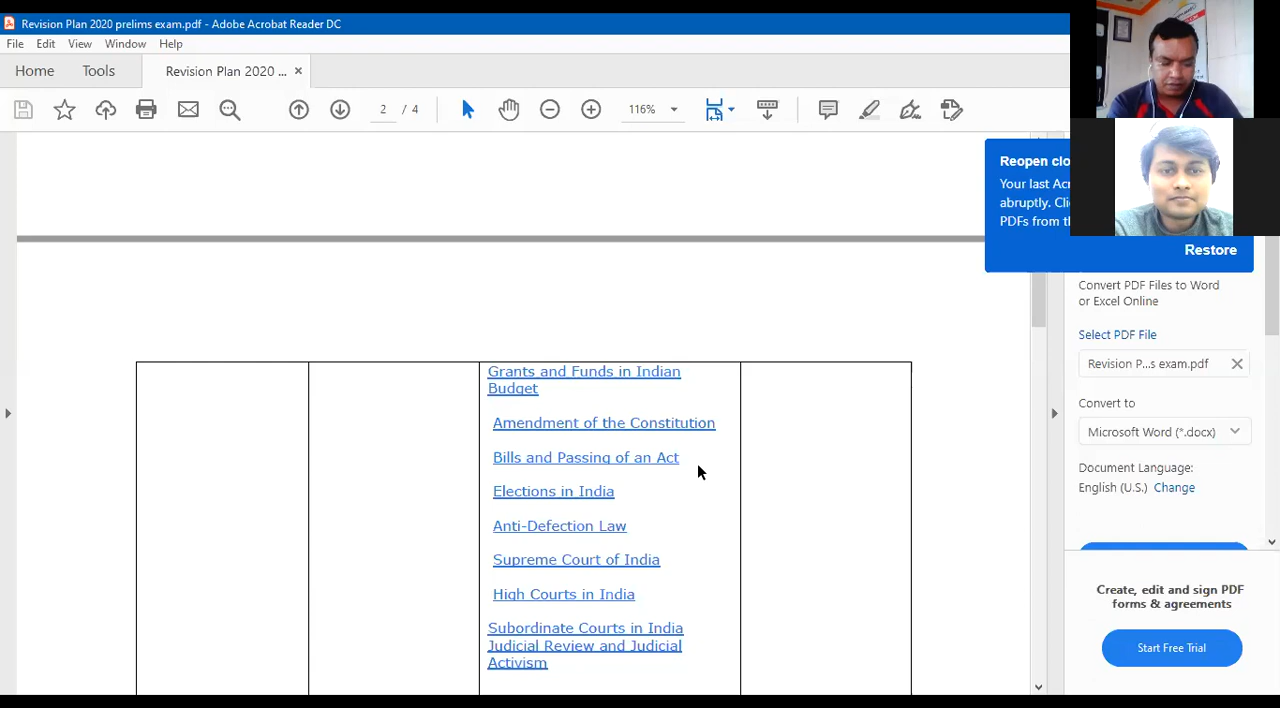 Revision Plan 2020 prelims exam.pdf - Adobe Acrobat Reader DC
File Edit View Window Help
Home Tools Revision Plan 2020 ... ×
2 / 4 116%
Reopen clo
Your last Acr
abruptly. Clic
PDFs from th
Restore
Convert PDF Files to Word
or Excel Online
Select PDF File
Revision P...s exam.pdf
Convert to
Microsoft Word (*.docx)
Document Language:
English (U.S.) Change
Create, edit and sign PDF
forms & agreements
Start Free Trial
Grants and Funds in Indian
Budget
Amendment of the Constitution
Bills and Passing of an Act
Elections in India
Anti-Defection Law
Supreme Court of India
High Courts in India
Subordinate Courts in India
Judicial Review and Judicial
Activism